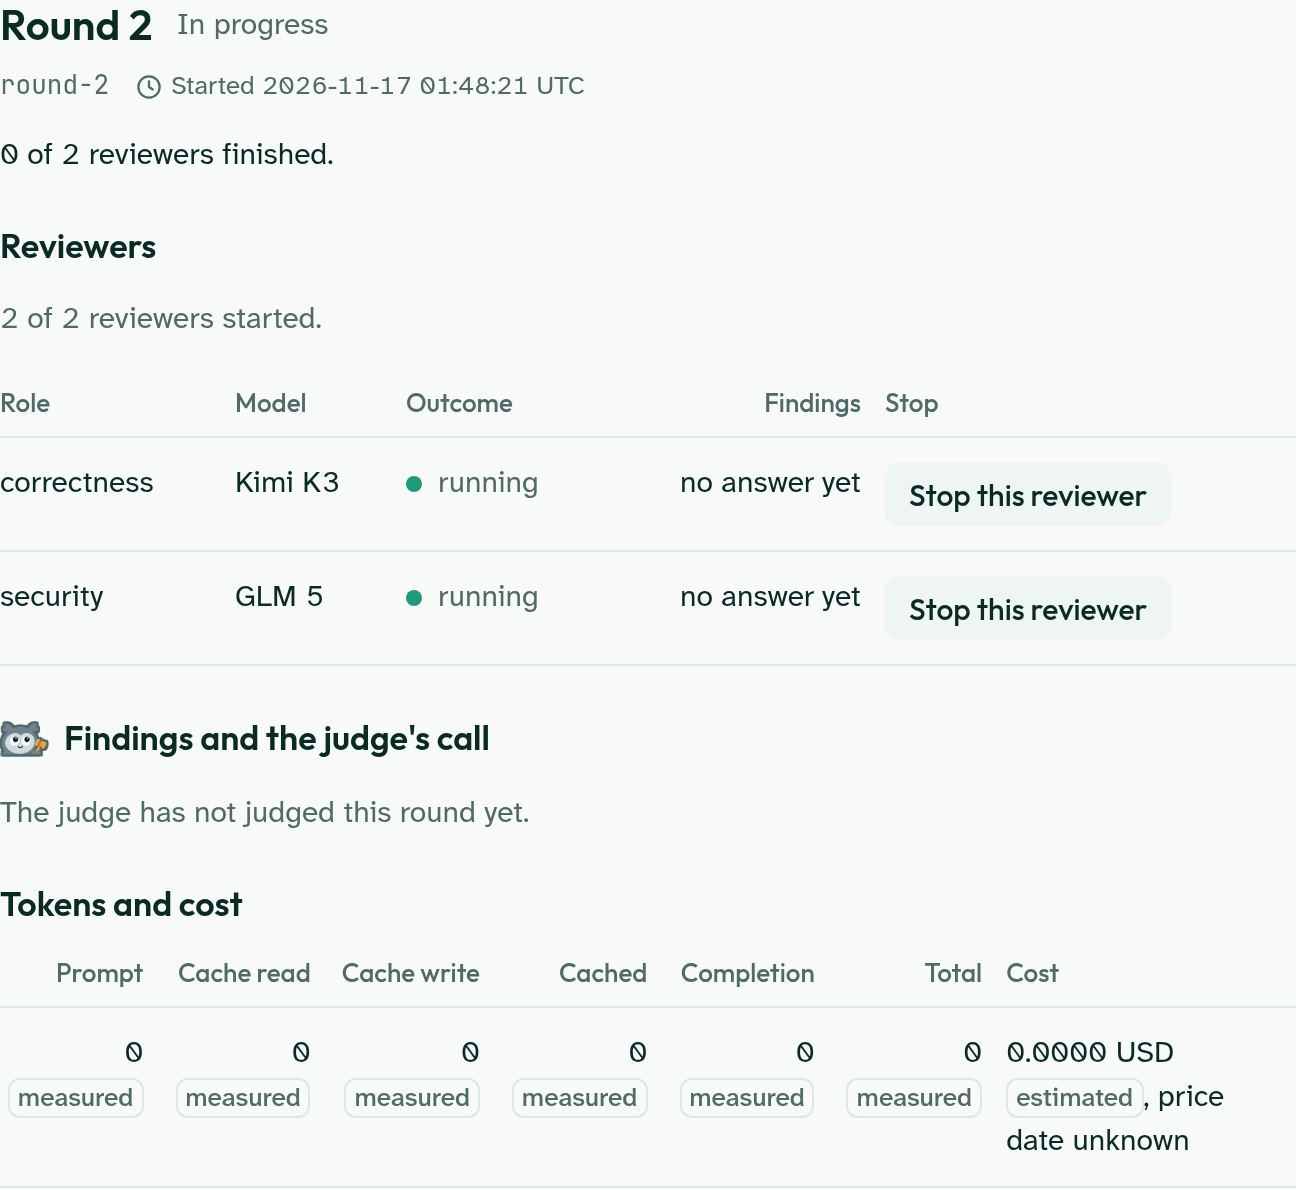 Round 2 In progress
round-2 Started 2026-11-17 01:48:21 UTC
0 of 2 reviewers finished.
Reviewers
2 of 2 reviewers started.
Role Model Outcome Findings Stop
correctness Kimi K3 running no answer yet Stop this reviewer
security GLM 5 running no answer yet Stop this reviewer
Findings and the judge's call
The judge has not judged this round yet.
Tokens and cost
Prompt Cache read Cache write Cached Completion Total Cost
0 0 0 0 0 0 0.0000 USD
measured measured measured measured measured measured estimated, price
date unknown